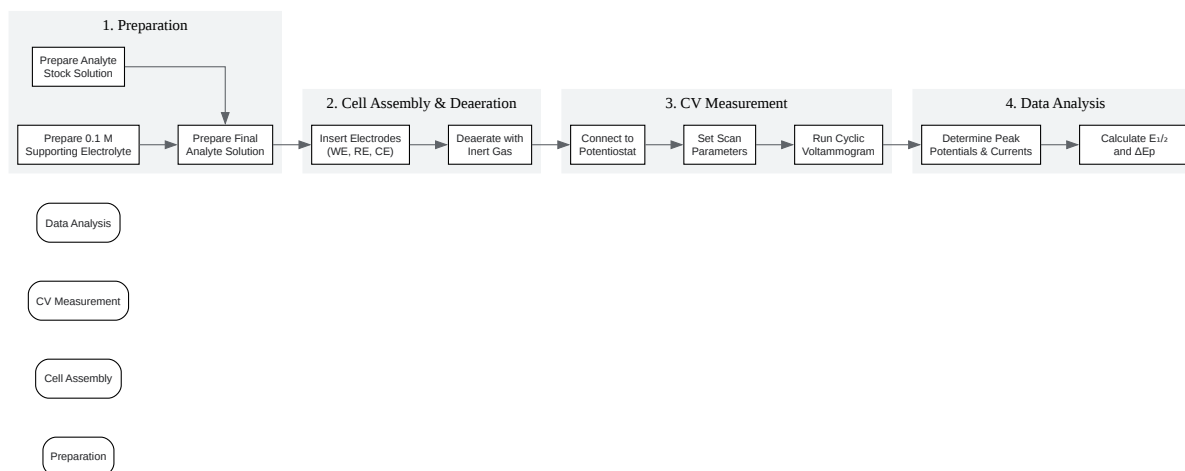 1. Preparation
Prepare Analyte
Stock Solution
Prepare 0.1 M
Supporting Electrolyte
Prepare Final
Analyte Solution
2. Cell Assembly & Deaeration
Insert Electrodes
(WE, RE, CE)
Deaerate with
Inert Gas
3. CV Measurement
Connect to
Potentiostat
Set Scan
Parameters
Run Cyclic
Voltammogram
4. Data Analysis
Determine Peak
Potentials & Currents
Calculate E₁/₂
and ΔEp
Data Analysis
CV Measurement
Cell Assembly
Preparation